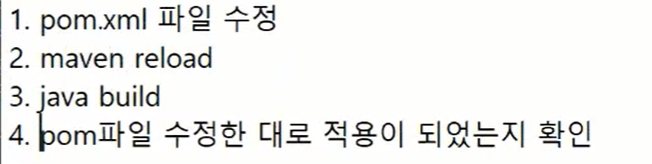 1. pom.xml 파일 수정
2. maven reload
3. java build
4. pom파일 수정한 대로 적용이 되었는지 확인